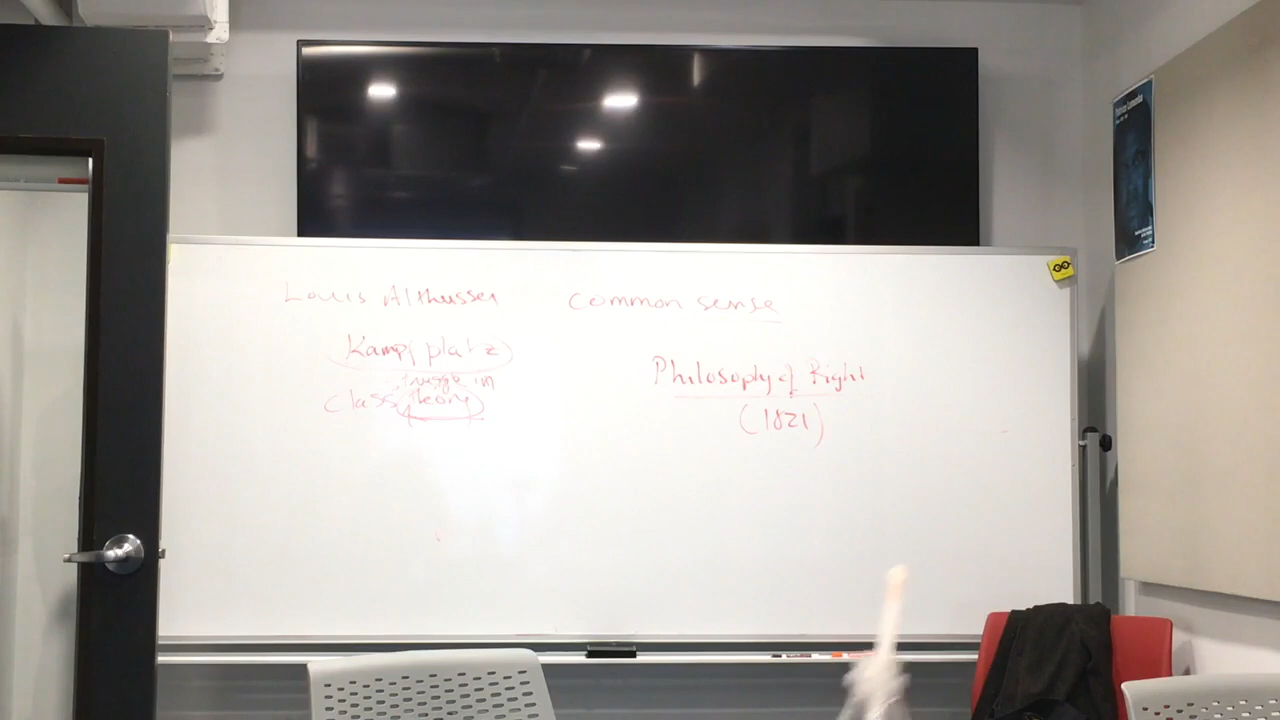 Louis Althusser
common sense
Kampfplatz
struggle in
Class theory
Philosophy of Right
(1821)